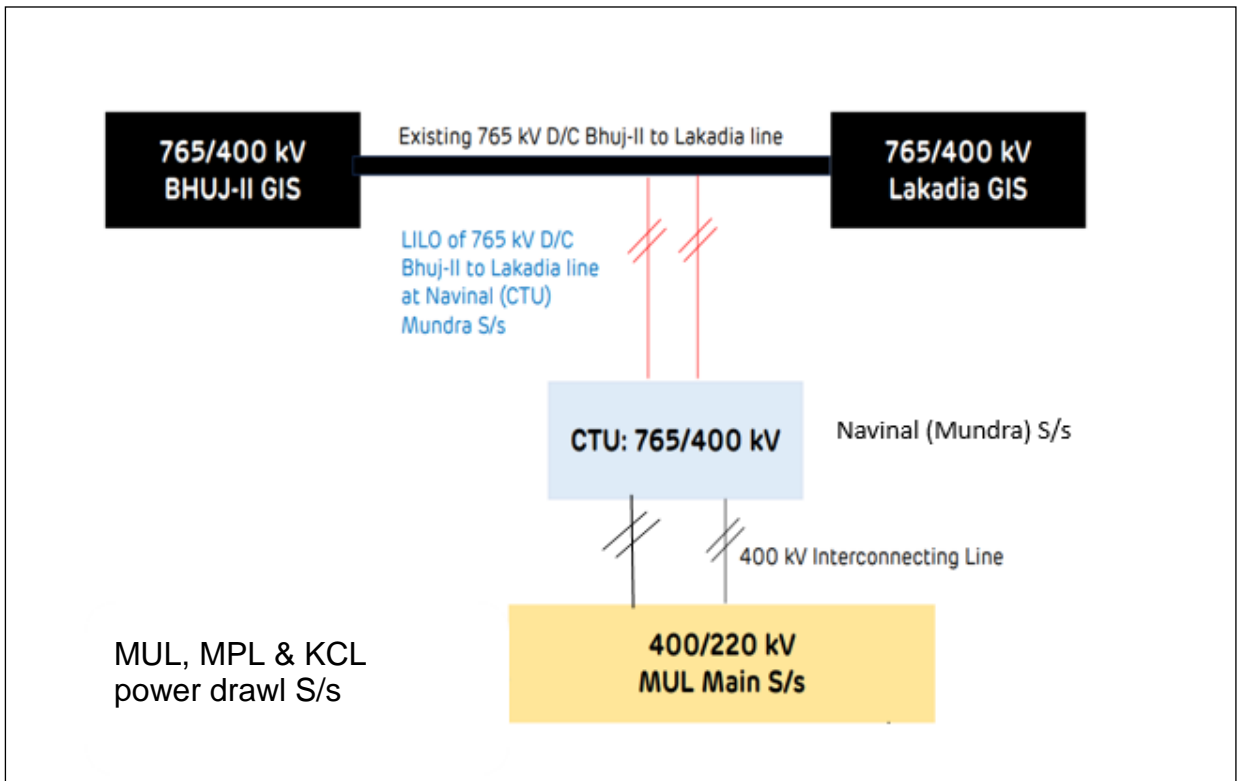 765/400 kV
BHUJ-II GIS
Existing 765 kV D/C Bhuj-II to Lakadia line
765/400 kV
Lakadia GIS
LILO of 765 kV D/C
Bhuj-II to Lakadia line
at Navinal (CTU)
Mundra S/s
CTU: 765/400 kV
Navinal (Mundra) S/s
400 kV Interconnecting Line
MUL, MPL & KCL
power drawl S/s
400/220 kV
MUL Main S/s